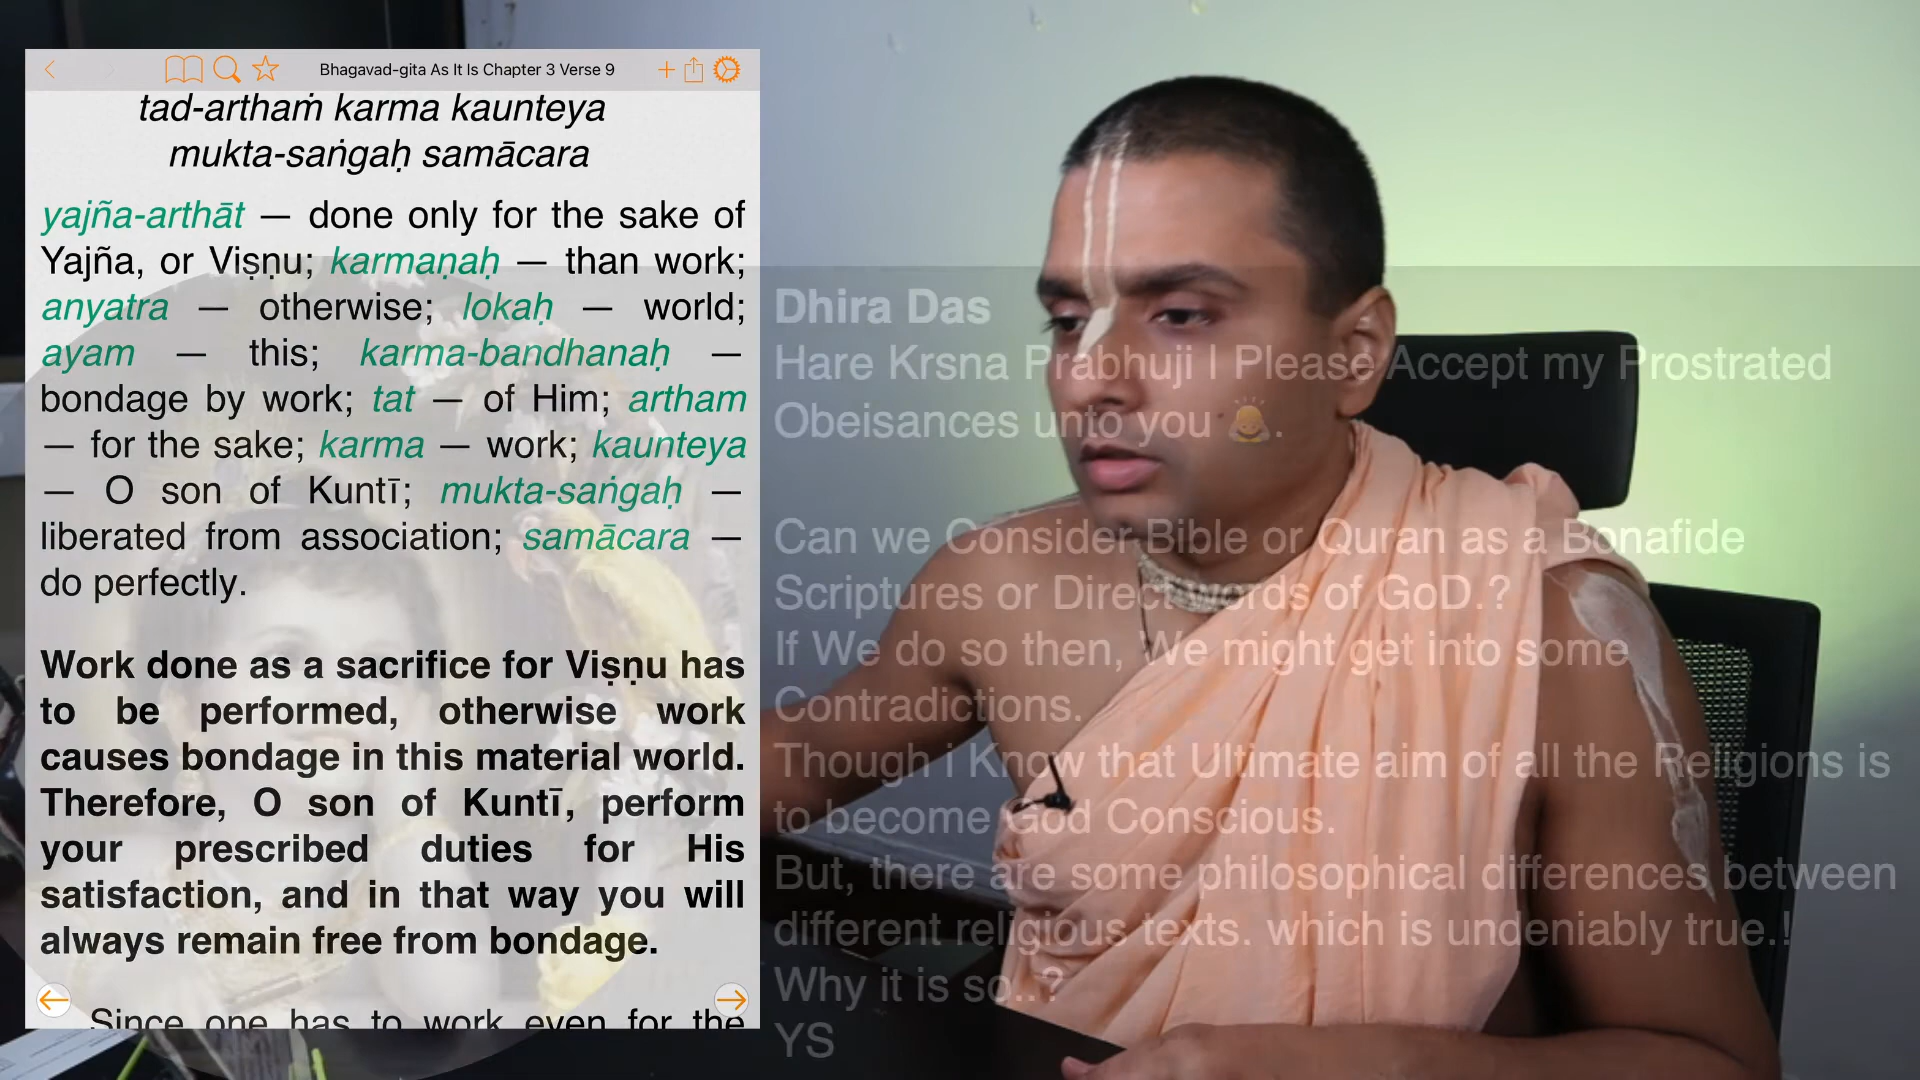 Bhagavad-gita As It Is Chapter 3 Verse 9
tad-arthaṁ karma kaunteya
mukta-saṅgaḥ samācara
yajña-arthāt — done only for the sake of
Yajña, or Viṣṇu; karmaṇaḥ — than work;
anyatra — otherwise; lokaḥ — world;
ayam — this; karma-bandhanaḥ —
bondage by work; tat — of Him; artham
— for the sake; karma — work; kaunteya
— O son of Kuntī; mukta-saṅgaḥ —
liberated from association; samācara —
do perfectly.
Work done as a sacrifice for Viṣṇu has
to be performed, otherwise work
causes bondage in this material world.
Therefore, O son of Kuntī, perform
your prescribed duties for His
satisfaction, and in that way you will
always remain free from bondage.
Since one has to work even for the
Dhira Das
Hare Krsna Prabhuji I Please Accept my Prostrated
Obeisances unto you 🙇.
Can we Consider Bible or Quran as a Bonafide
Scriptures or Direct words of GoD.?
If We do so then, We might get into some
Contradictions.
Though i Know that Ultimate aim of all the Religions is
to become God Conscious.
But, there are some philosophical differences between
different religious texts. which is undeniably true.!
Why it is so..?
YS